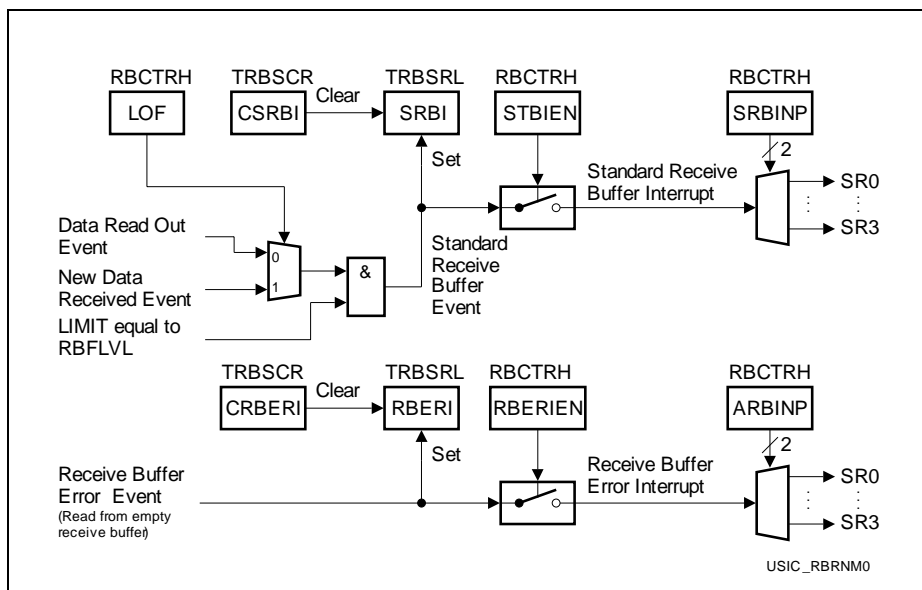 RBCTRH
TRBSCR
TRBSRL
RBCTRH
RBCTRH
LOF
CSRBI
Clear
SRBI
STBIEN
SRBINP
Set
2
Standard Receive
Buffer Interrupt
SR0
SR3
Data Read Out
Event
0
1
&
Standard
Receive
Buffer
Event
New Data
Received Event
LIMIT equal to
RBFLVL
TRBSCR
TRBSRL
RBCTRH
RBCTRH
CRBERI
Clear
RBERI
RBERIEN
ARBINP
Set
2
Receive Buffer
Error Event
(Read from empty
receive buffer)
Receive Buffer
Error Interrupt
SR0
SR3
USIC_RBRNM0